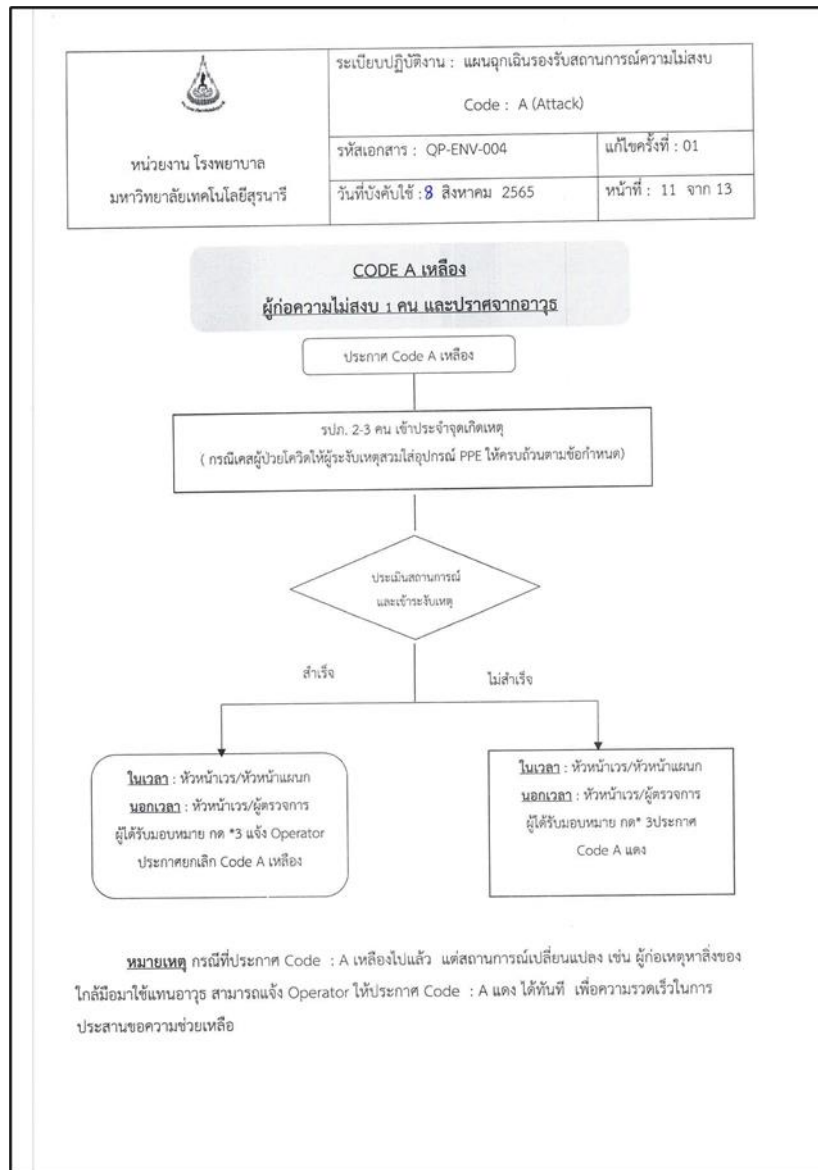 ระเบียบปฏิบัติงาน : แผนฉุกเฉินรองรับสถานการณ์ความไม่สงบ
Code : A (Attack)
หน่วยงาน โรงพยาบาล
มหาวิทยาลัยเทคโนโลยีสุรนารี
รหัสเอกสาร : QP-ENV-004
แก้ไขครั้งที่ : 01
วันที่บังคับใช้ : 8 สิงหาคม 2565
หน้าที่ : 11 จาก 13
CODE A เหลือง
ผู้ก่อความไม่สงบ 1 คน และปราศจากอาวุธ
ประกาศ Code A เหลือง
รปภ. 2-3 คน เข้าประจำจุดเกิดเหตุ
( กรณีเคสผู้ป่วยโควิดให้ผู้ระงับเหตุสวมใส่อุปกรณ์ PPE ให้ครบถ้วนตามข้อกำหนด)
ประเมินสถานการณ์
และเข้าระงับเหตุ
สำเร็จ
ไม่สำเร็จ
ในเวลา : หัวหน้าเวร/หัวหน้าแผนก
นอกเวลา : หัวหน้าเวร/ผู้ตรวจการ
ผู้ได้รับมอบหมาย กด *3 แจ้ง Operator
ประกาศยกเลิก Code A เหลือง
ในเวลา : หัวหน้าเวร/หัวหน้าแผนก
นอกเวลา : หัวหน้าเวร/ผู้ตรวจการ
ผู้ได้รับมอบหมาย กด* 3ประกาศ
Code A แดง
หมายเหตุ กรณีที่ประกาศ Code : A เหลืองไปแล้ว แต่สถานการณ์เปลี่ยนแปลง เช่น ผู้ก่อเหตุหาสิ่งของ
ใกล้มือมาใช้แทนอาวุธ สามารถแจ้ง Operator ให้ประกาศ Code : A แดง ได้ทันที เพื่อความรวดเร็วในการ
ประสานขอความช่วยเหลือ